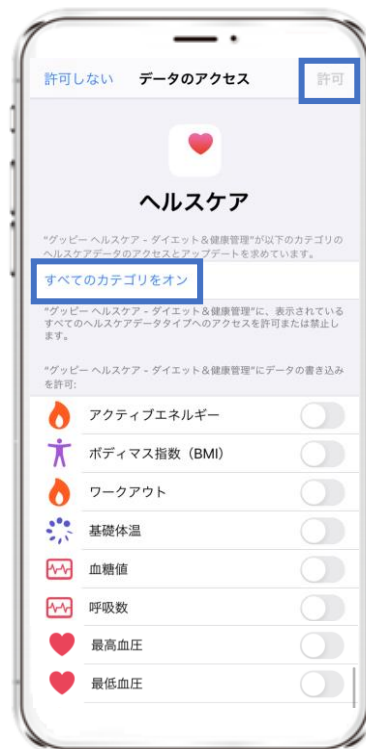 許可しない データのアクセス 許可
ヘルスケア
"グッピー ヘルスケア - ダイエット＆健康管理"が以下のカテゴリの
ヘルスケアデータのアクセスとアップデートを求めています。
すべてのカテゴリをオン
"グッピー ヘルスケア - ダイエット＆健康管理"に、表示されている
すべてのヘルスケアデータタイプへのアクセスを許可または禁止し
ます。
"グッピー ヘルスケア - ダイエット＆健康管理"にデータの書き込み
を許可:
アクティブエネルギー
ボディマス指数（BMI）
ワークアウト
基礎体温
血糖値
呼吸数
最高血圧
最低血圧